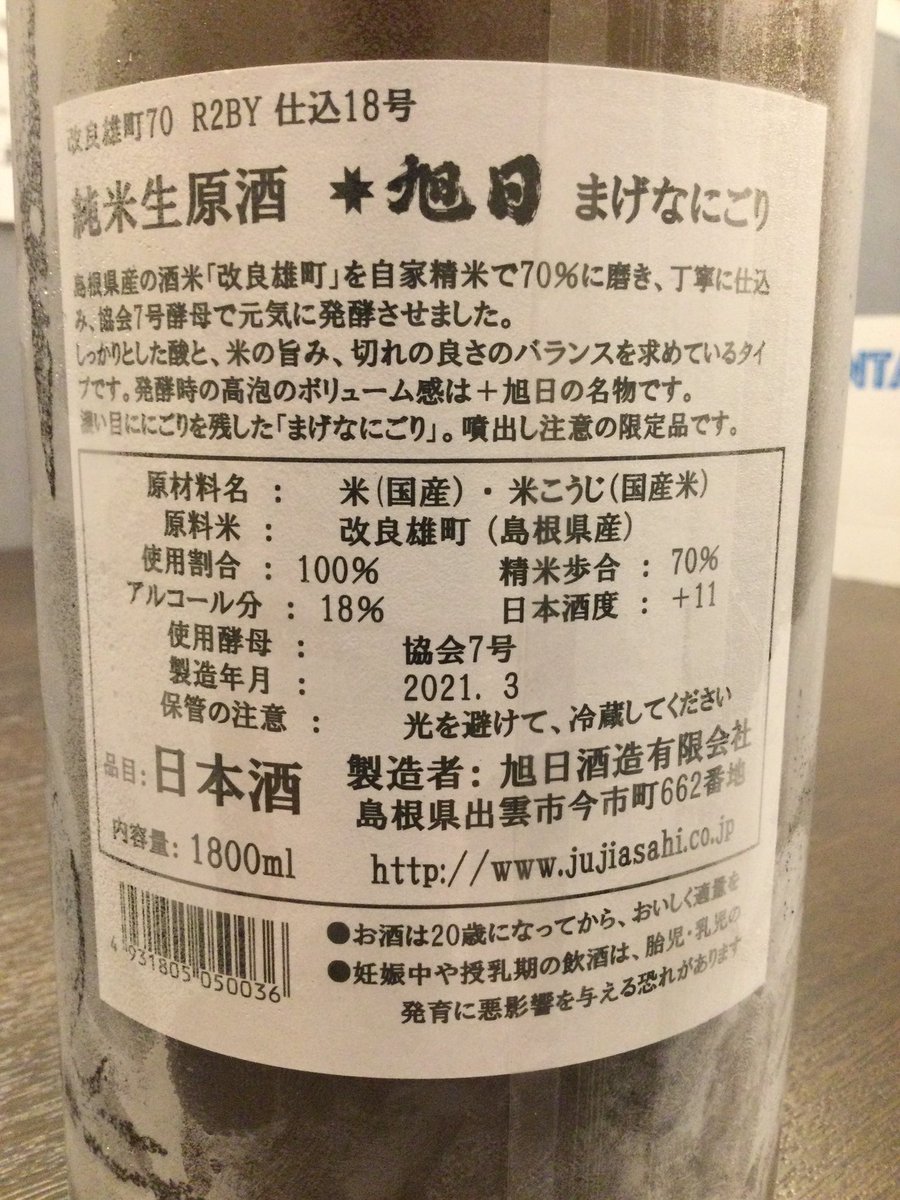 改良雄町70 R2BY 仕込18号
純米生原酒 旭日 まげなにごり
島根県産の酒米「改良雄町」を自家精米で70%に磨き、丁寧に仕込
み、協会7号酵母で元気に発酵させました。
しっかりとした酸と、米の旨み、切れの良さのバランスを求めているタイ
プです。発酵時の高泡のボリューム感は+旭日の名物です。
濃い目ににごりを残した「まげなにごり」。噴出し注意の限定品です。
原材料名 : 米(国産)・米こうじ(国産米)
原料米 : 改良雄町(島根県産)
使用割合 : 100% 精米歩合 : 70%
アルコール分 : 18% 日本酒度 : +11
使用酵母 : 協会7号
製造年月 : 2021. 3
保管の注意 : 光を避けて、冷蔵してください
品目:日本酒 製造者:旭日酒造有限会社
島根県出雲市今市町662番地
内容量:1800ml http://www.jujiasahi.co.jp
4 931805 050036
●お酒は20歳になってから、おいしく適量を
●妊娠中や授乳期の飲酒は、胎児・乳児の
発育に悪影響を与える恐れがあります